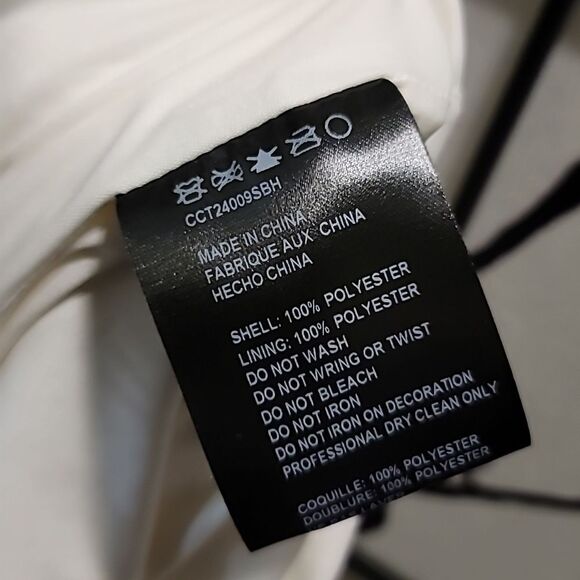 CCT24009SBH
MADE IN CHINA
FABRIQUE AUX CHINA
HECHO CHINA
SHELL: 100% POLYESTER
LINING: 100% POLYESTER
DO NOT WASH
DO NOT WRING OR TWIST
DO NOT BLEACH
DO NOT IRON
DO NOT IRON ON DECORATION
PROFESSIONAL DRY CLEAN ONLY
COQUILLE: 100% POLYESTER
DOUBLURE: 100% POLYESTER
LAVER